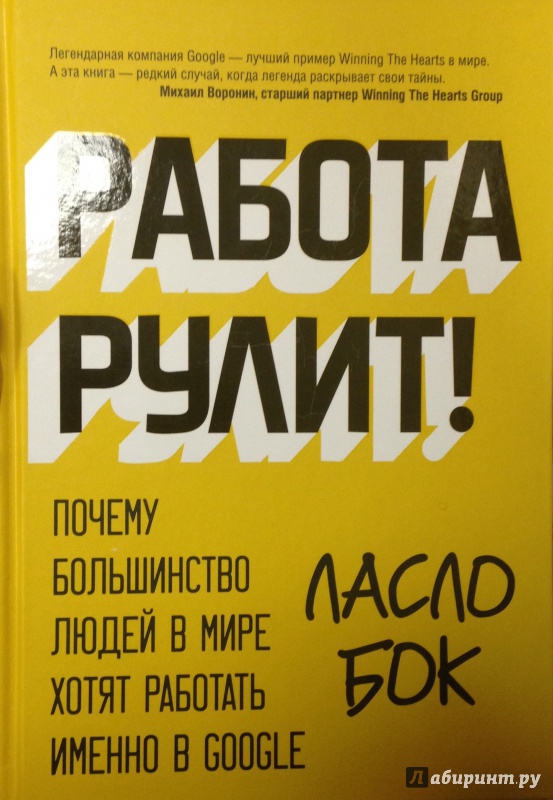 Легендарная компания Google — лучший пример Winning The Hearts в мире.
А эта книга — редкий случай, когда легенда раскрывает свои тайны.
Михаил Воронин, старший партнер Winning The Hearts Group
РАБОТА
РУЛИТ!
ПОЧЕМУ
БОЛЬШИНСТВО
ЛЮДЕЙ В МИРЕ
ХОТЯТ РАБОТАТЬ
ИМЕННО В GOOGLE
ЛАСЛО
БОК
Лабиринт.ру